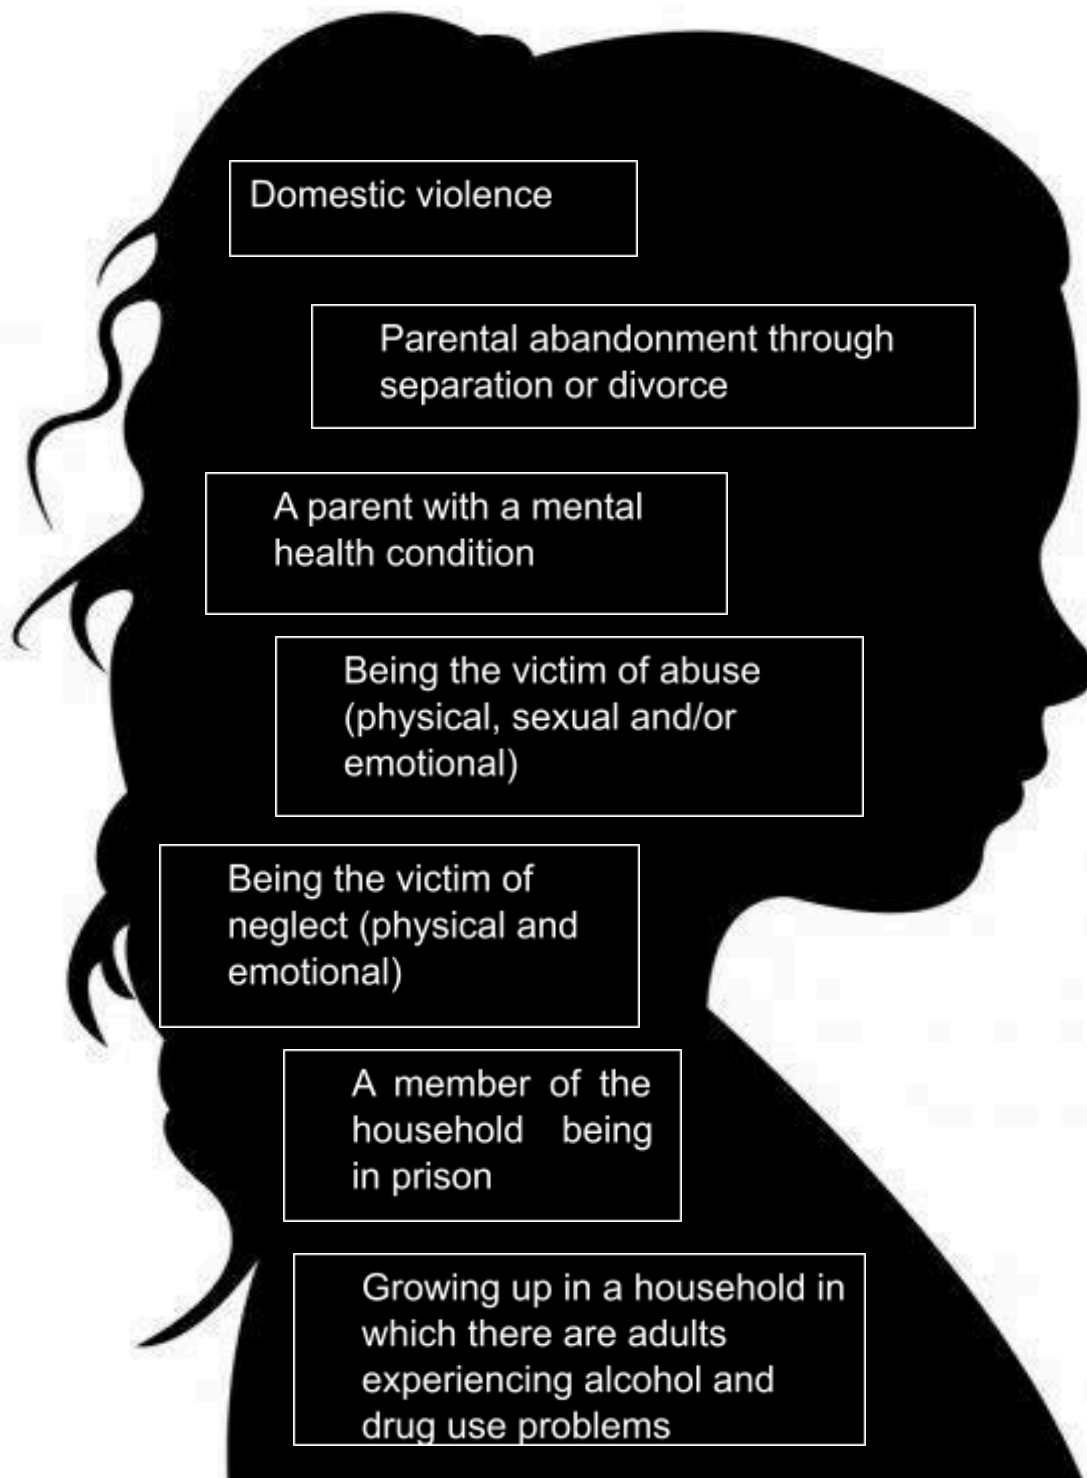 Domestic violence
Parental abandonment through
separation or divorce
A parent with a mental
health condition
Being the victim of abuse
(physical, sexual and/or
emotional)
Being the victim of
neglect (physical and
emotional)
A member of the
household being
in prison
Growing up in a household in
which there are adults
experiencing alcohol and
drug use problems